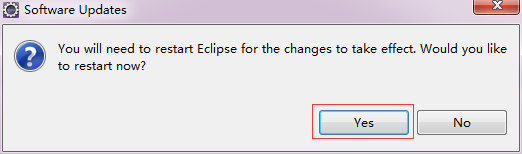 Software Updates
You will need to restart Eclipse for the changes to take effect. Would you like
to restart now?
Yes
No